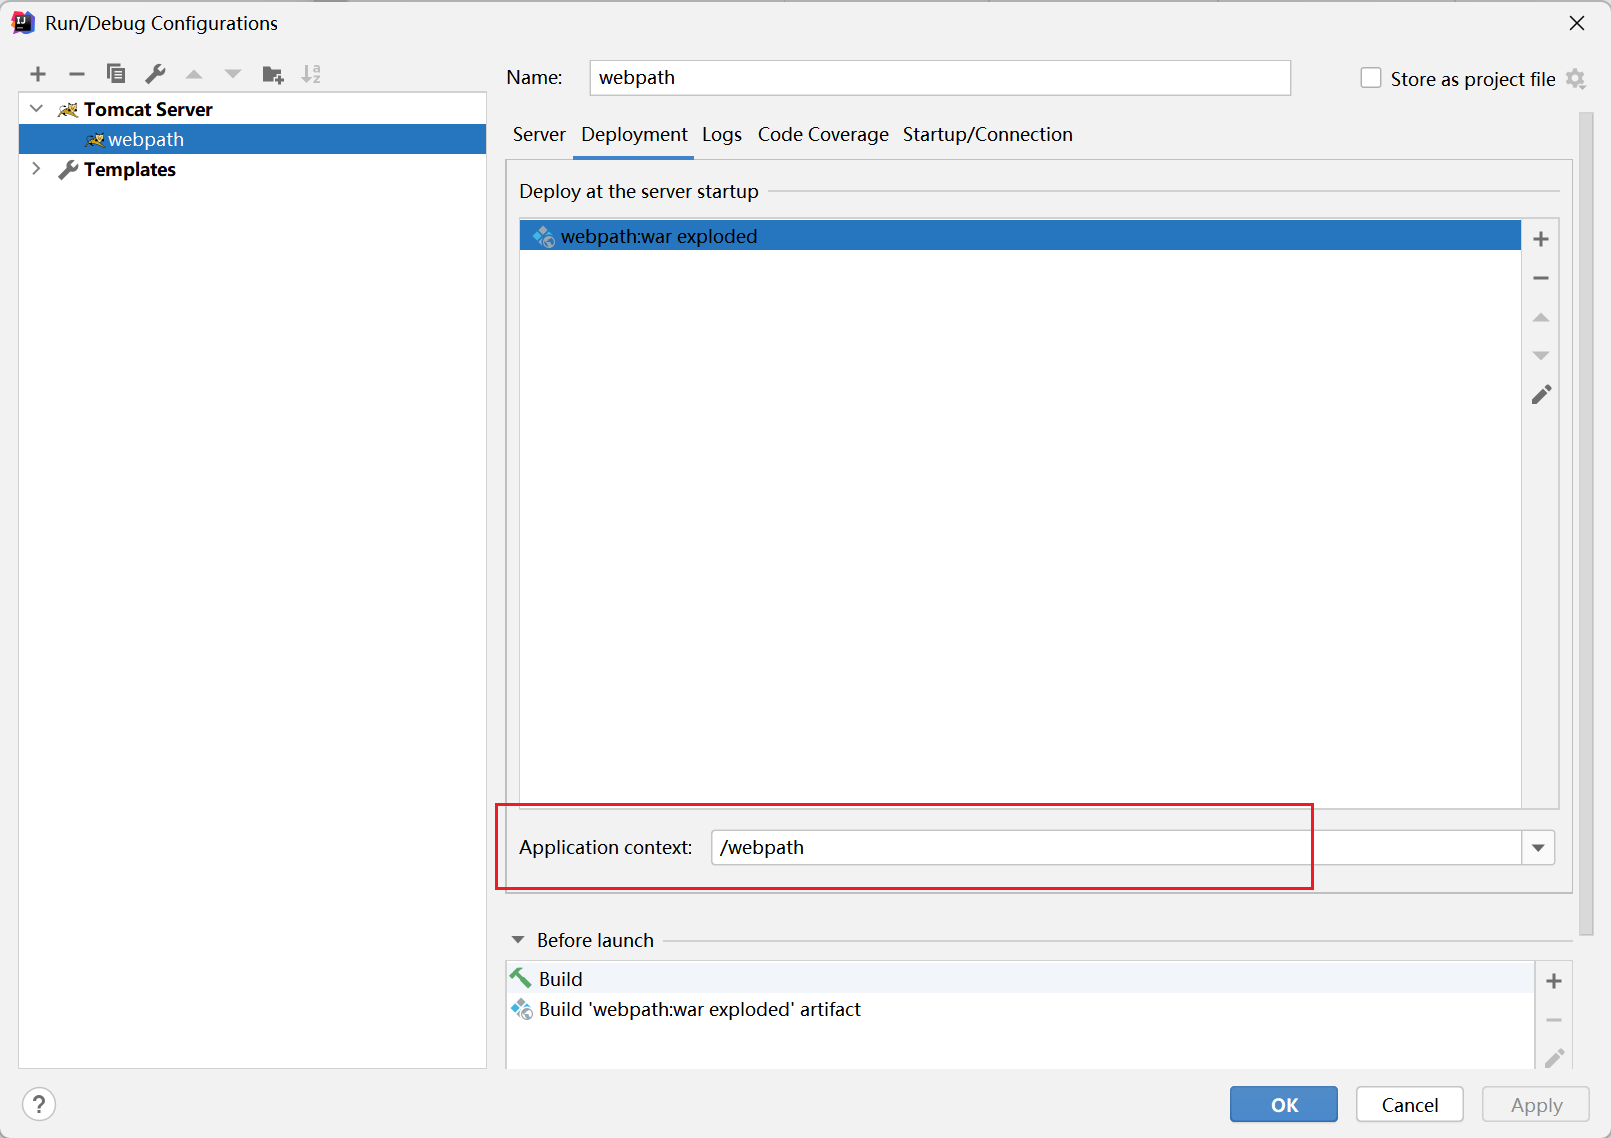 Run/Debug Configurations
Name: webpath
Store as project file
Tomcat Server
webpath
Templates
Server Deployment Logs Code Coverage Startup/Connection
Deploy at the server startup
webpath:war exploded
Application context: /webpath
Before launch
Build
Build 'webpath:war exploded' artifact
? OK Cancel Apply